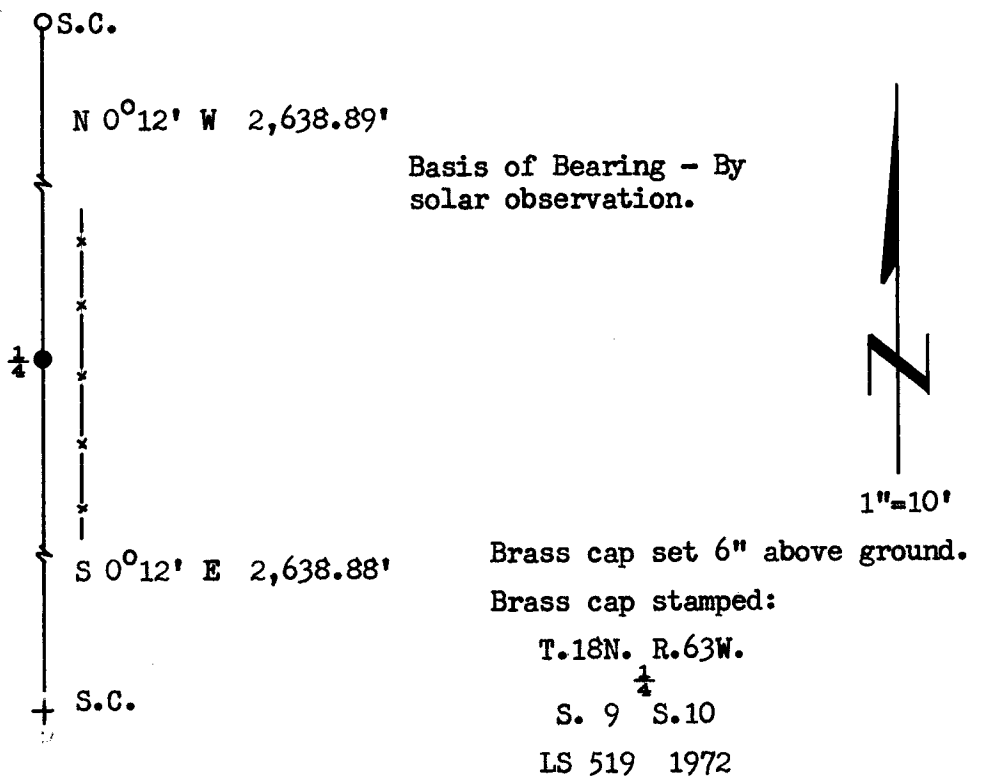 S.C.
N 0°12' W 2,638.89'
Basis of Bearing - By
solar observation.
1/4
1"=10'
S 0°12' E 2,638.88'
Brass cap set 6" above ground.
Brass cap stamped:
T.18N. R.63W.
1/4
S. 9 S.10
LS 519 1972
S.C.
N